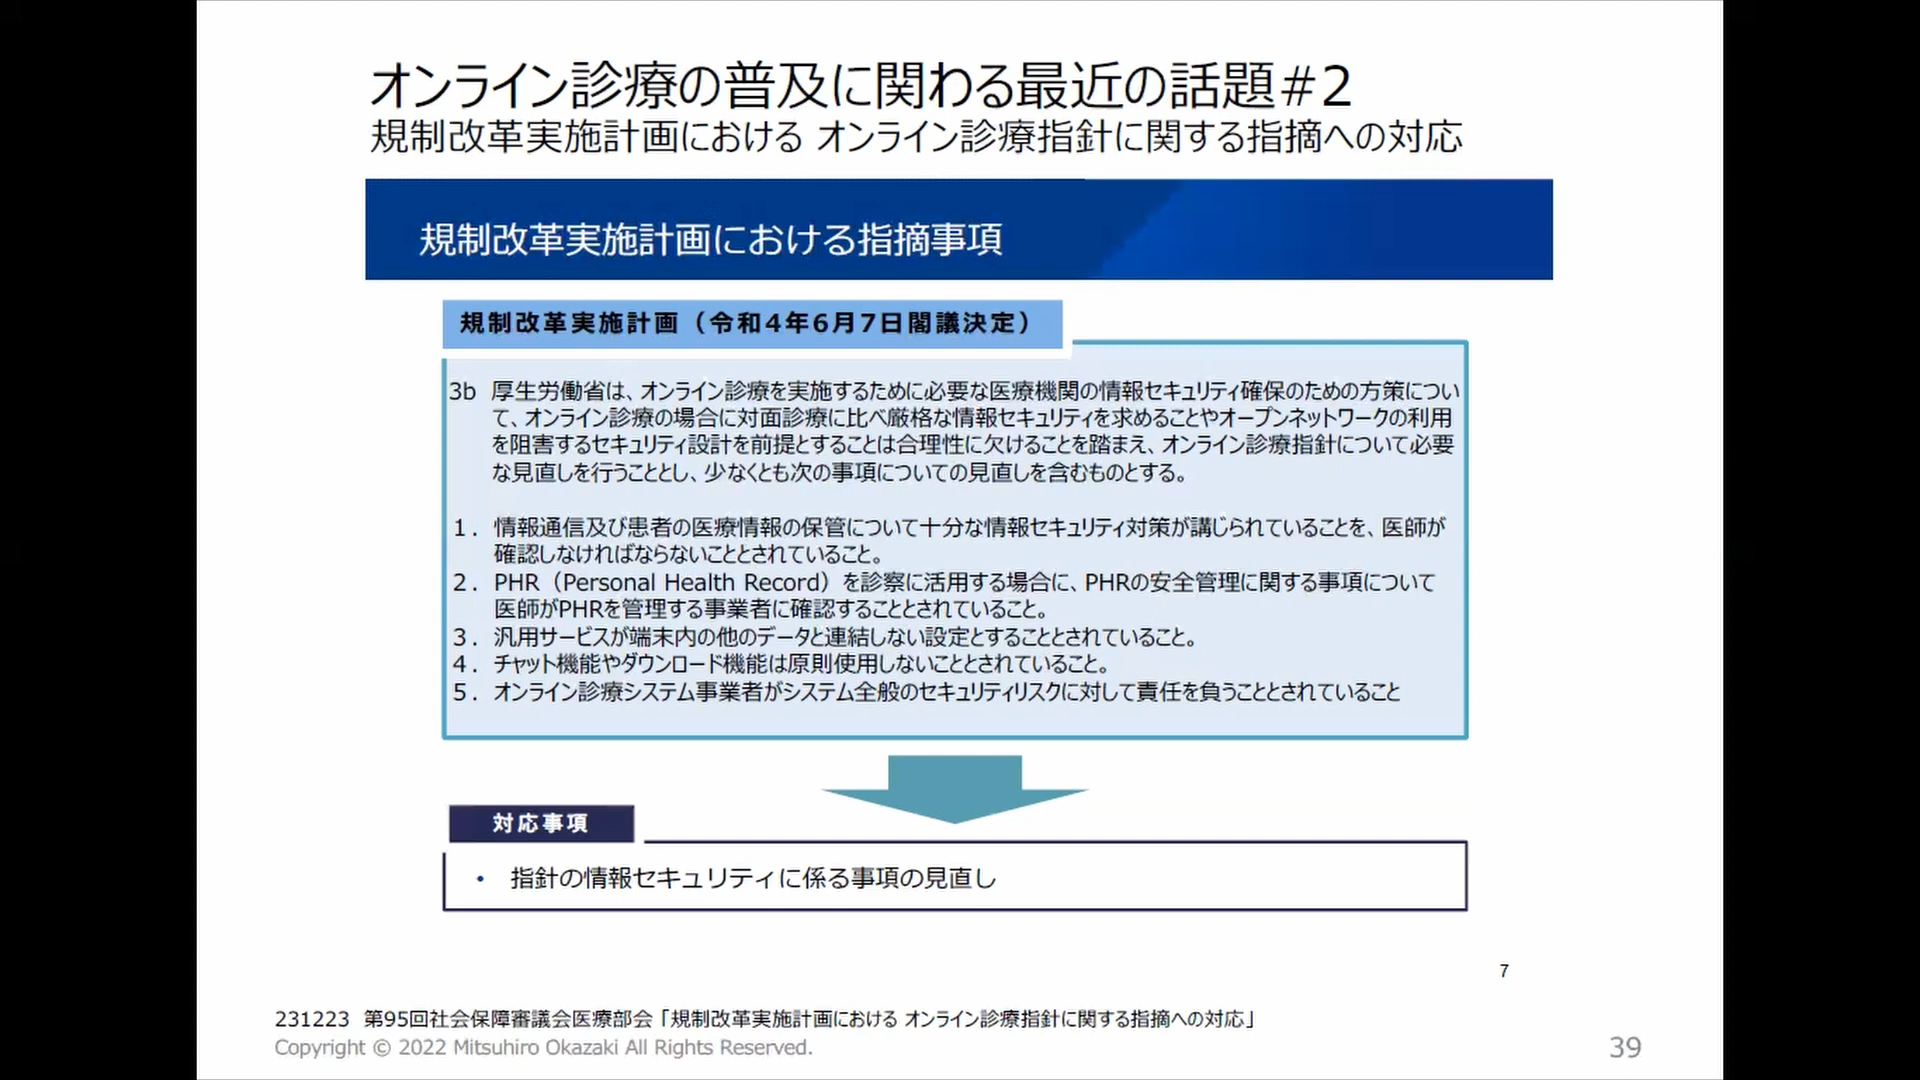 オンライン診療の普及に関わる最近の話題#2
規制改革実施計画における オンライン診療指針に関する指摘への対応
規制改革実施計画における指摘事項
規制改革実施計画（令和4年6月7日閣議決定）
3b 厚生労働省は、オンライン診療を実施するために必要な医療機関の情報セキュリティ確保のための方策につい
て、オンライン診療の場合に対面診療に比べ厳格な情報セキュリティを求めることやオープンネットワークの利用
を阻害するセキュリティ設計を前提とすることは合理性に欠けることを踏まえ、オンライン診療指針について必要
な見直しを行うこととし、少なくとも次の事項についての見直しを含むものとする。
1． 情報通信及び患者の医療情報の保管について十分な情報セキュリティ対策が講じられていることを、医師が
確認しなければならないこととされていること。
2． PHR（Personal Health Record）を診察に活用する場合に、PHRの安全管理に関する事項について
医師がPHRを管理する事業者に確認することとされていること。
3． 汎用サービスが端末内の他のデータと連結しない設定とすることとされていること。
4． チャット機能やダウンロード機能は原則使用しないこととされていること。
5． オンライン診療システム事業者がシステム全般のセキュリティリスクに対して責任を負うこととされていること
対応事項
• 指針の情報セキュリティに係る事項の見直し
7
231223 第95回社会保障審議会医療部会「規制改革実施計画における オンライン診療指針に関する指摘への対応」
Copyright © 2022 Mitsuhiro Okazaki All Rights Reserved.
39